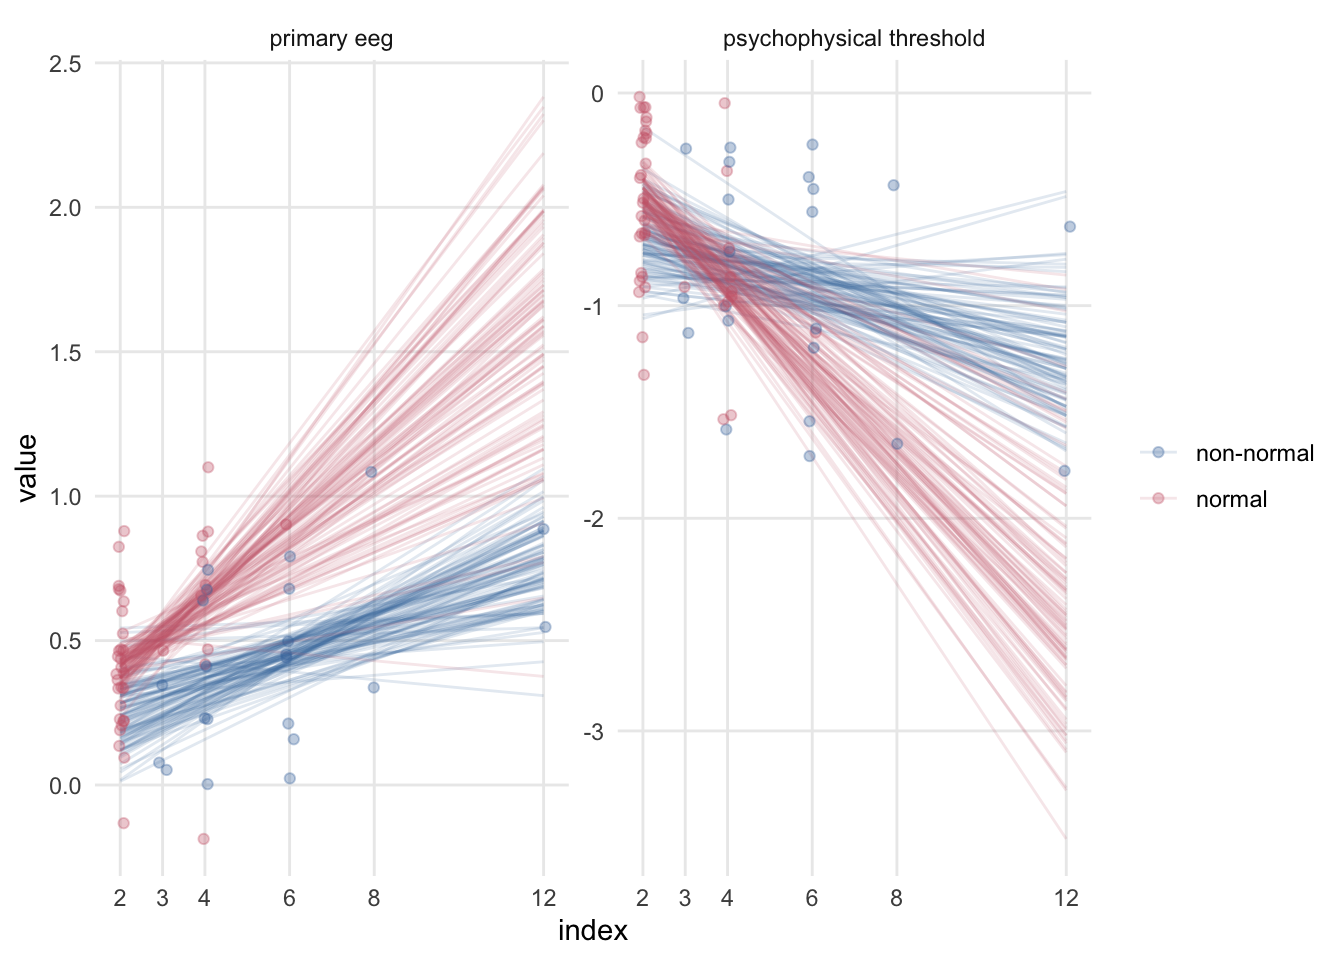 primary eeg
psychophysical threshold
2.5
2.0
1.5
1.0
0.5
0.0
value
0
-1
-2
-3
2 3 4 6 8 12
2 3 4 6 8 12
index
non-normal
normal